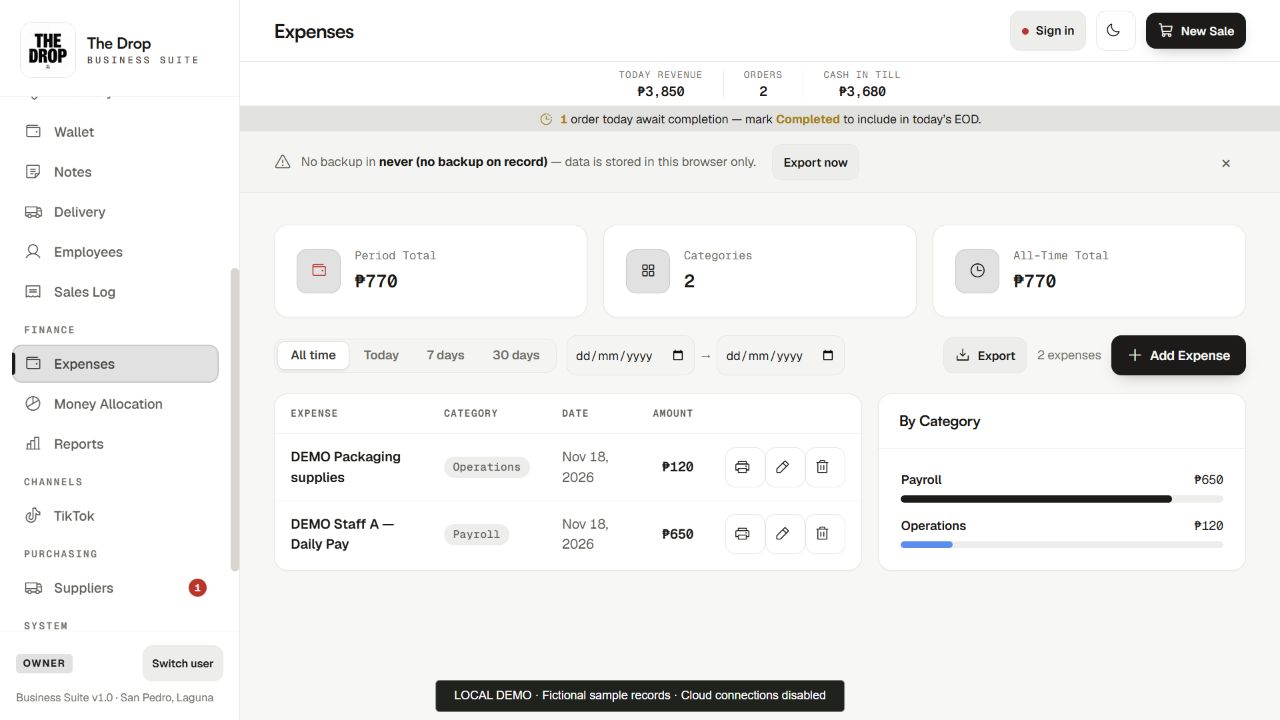 THE
DROP
The Drop
BUSINESS SUITE
Wallet
Notes
Delivery
Employees
Sales Log
FINANCE
Expenses
Money Allocation
Reports
CHANNELS
TikTok
PURCHASING
Suppliers
1
SYSTEM
OWNER
Switch user
Business Suite v1.0 · San Pedro, Laguna
Expenses
Sign in
New Sale
TODAY REVENUE
₱3,850
ORDERS
2
CASH IN TILL
₱3,680
1 order today await completion — mark Completed to include in today's EOD.
No backup in never (no backup on record) — data is stored in this browser only.
Export now
Period Total
₱770
Categories
2
All-Time Total
₱770
All time
Today
7 days
30 days
dd/mm/yyyy
→
dd/mm/yyyy
Export
2 expenses
Add Expense
EXPENSE CATEGORY DATE AMOUNT
DEMO Packaging
supplies
Operations
Nov 18,
2026
₱120
DEMO Staff A —
Daily Pay
Payroll
Nov 18,
2026
₱650
By Category
Payroll ₱650
Operations ₱120
LOCAL DEMO · Fictional sample records · Cloud connections disabled